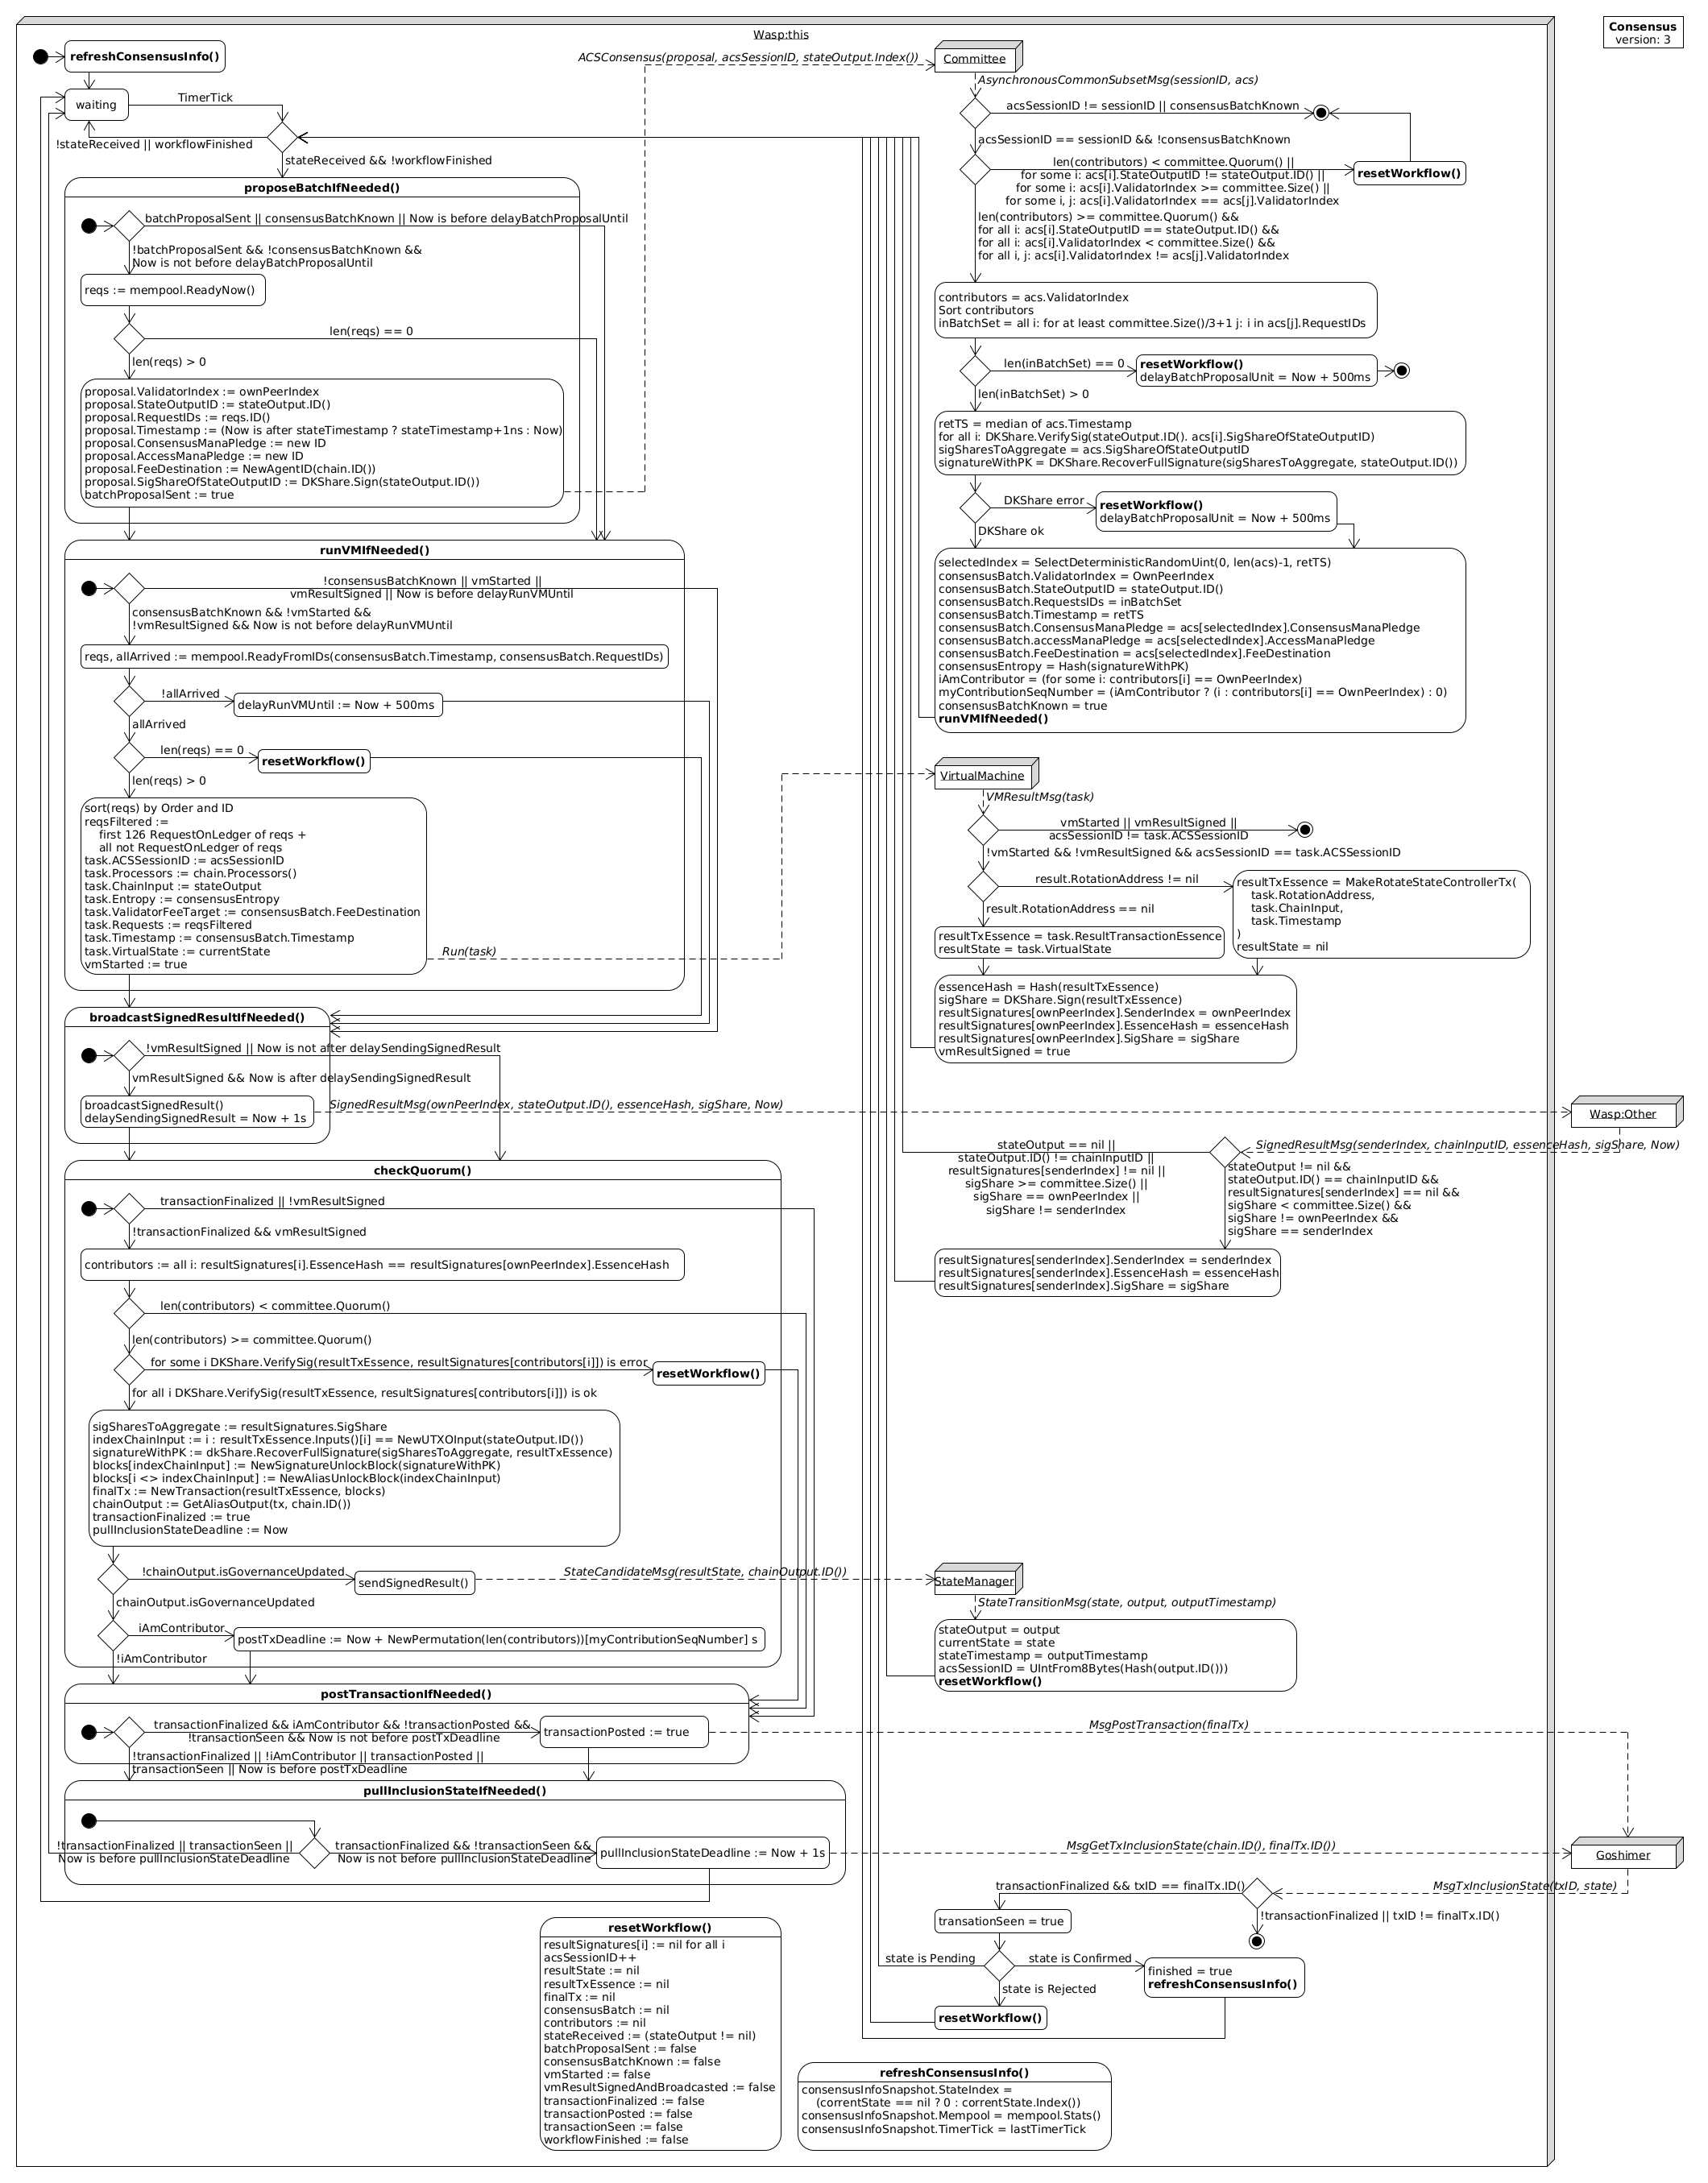 Wasp:this
Consensus
version: 3
refreshConsensusInfo()
waiting
TimerTick
!stateReceived || workflowFinished
stateReceived && !workflowFinished
proposeBatchIfNeeded()
batchProposalSent || consensusBatchKnown || Now is before delayBatchProposalUntil
!batchProposalSent && !consensusBatchKnown &&
Now is not before delayBatchProposalUntil
reqs := mempool.ReadyNow()
len(reqs) == 0
len(reqs) > 0
proposal.ValidatorIndex := ownPeerIndex
proposal.StateOutputID := stateOutput.ID()
proposal.RequestIDs := reqs.ID()
proposal.Timestamp := (Now is after stateTimestamp ? stateTimestamp+1ns : Now)
proposal.ConsensusManaPledge := new ID
proposal.AccessManaPledge := new ID
proposal.FeeDestination := NewAgentID(chain.ID())
proposal.SigShareOfStateOutputID := DKShare.Sign(stateOutput.ID())
batchProposalSent := true
ACSConsensus(proposal, acsSessionID, stateOutput.Index())
runVMIfNeeded()
!consensusBatchKnown || vmStarted ||
vmResultSigned || Now is before delayRunVMUntil
consensusBatchKnown && !vmStarted &&
!vmResultSigned && Now is not before delayRunVMUntil
reqs, allArrived := mempool.ReadyFromIDs(consensusBatch.Timestamp, consensusBatch.RequestIDs)
!allArrived
delayRunVMUntil := Now + 500ms
allArrived
len(reqs) == 0
resetWorkflow()
len(reqs) > 0
sort(reqs) by Order and ID
reqsFiltered :=
first 126 RequestOnLedger of reqs +
all not RequestOnLedger of reqs
task.ACSSessionID := acsSessionID
task.Processors := chain.Processors()
task.ChainInput := stateOutput
task.Entropy := consensusEntropy
task.ValidatorFeeTarget := consensusBatch.FeeDestination
task.Requests := reqsFiltered
task.Timestamp := consensusBatch.Timestamp
task.VirtualState := currentState
vmStarted := true
Run(task)
broadcastSignedResultIfNeeded()
!vmResultSigned || Now is not after delaySendingSignedResult
vmResultSigned && Now is after delaySendingSignedResult
broadcastSignedResult()
delaySendingSignedResult = Now + 1s
SignedResultMsg(ownPeerIndex, stateOutput.ID(), essenceHash, sigShare, Now)
checkQuorum()
transactionFinalized || !vmResultSigned
!transactionFinalized && vmResultSigned
contributors := all i: resultSignatures[i].EssenceHash == resultSignatures[ownPeerIndex].EssenceHash
len(contributors) < committee.Quorum()
len(contributors) >= committee.Quorum()
for some i DKShare.VerifySig(resultTxEssence, resultSignatures[contributors[i]]) is error
resetWorkflow()
for all i DKShare.VerifySig(resultTxEssence, resultSignatures[contributors[i]]) is ok
sigSharesToAggregate := resultSignatures.SigShare
indexChainInput := i : resultTxEssence.Inputs()[i] == NewUTXOInput(stateOutput.ID())
signatureWithPK := dkShare.RecoverFullSignature(sigSharesToAggregate, resultTxEssence)
blocks[indexChainInput] := NewSignatureUnlockBlock(signatureWithPK)
blocks[i <> indexChainInput] := NewAliasUnlockBlock(indexChainInput)
finalTx := NewTransaction(resultTxEssence, blocks)
chainOutput := GetAliasOutput(tx, chain.ID())
transactionFinalized := true
pullInclusionStateDeadline := Now
!chainOutput.isGovernanceUpdated
sendSignedResult()
StateCandidateMsg(resultState, chainOutput.ID())
chainOutput.isGovernanceUpdated
iAmContributor
postTxDeadline := Now + NewPermutation(len(contributors))[myContributionSeqNumber] s
!iAmContributor
postTransactionIfNeeded()
transactionFinalized && iAmContributor && !transactionPosted &&
!transactionSeen && Now is not before postTxDeadline
transactionPosted := true
MsgPostTransaction(finalTx)
!transactionFinalized || !iAmContributor || transactionPosted ||
transactionSeen || Now is before postTxDeadline
pullInclusionStateIfNeeded()
!transactionFinalized || transactionSeen ||
Now is before pullInclusionStateDeadline
transactionFinalized && !transactionSeen &&
Now is not before pullInclusionStateDeadline
pullInclusionStateDeadline := Now + 1s
MsgGetTxInclusionState(chain.ID(), finalTx.ID())
resetWorkflow()
resultSignatures[i] := nil for all i
acsSessionID++
resultState := nil
resultTxEssence := nil
finalTx := nil
consensusBatch := nil
contributors := nil
stateReceived := (stateOutput != nil)
batchProposalSent := false
consensusBatchKnown := false
vmStarted := false
vmResultSignedAndBroadcasted := false
transactionFinalized := false
transactionPosted := false
transactionSeen := false
workflowFinished := false
Committee
AsynchronousCommonSubsetMsg(sessionID, acs)
acsSessionID != sessionID || consensusBatchKnown
acsSessionID == sessionID && !consensusBatchKnown
len(contributors) < committee.Quorum() ||
for some i: acs[i].StateOutputID != stateOutput.ID() ||
for some i: acs[i].ValidatorIndex >= committee.Size() ||
for some i, j: acs[i].ValidatorIndex == acs[j].ValidatorIndex
resetWorkflow()
len(contributors) >= committee.Quorum() &&
for all i: acs[i].StateOutputID == stateOutput.ID() &&
for all i: acs[i].ValidatorIndex < committee.Size() &&
for all i, j: acs[i].ValidatorIndex != acs[j].ValidatorIndex
contributors = acs.ValidatorIndex
Sort contributors
inBatchSet = all i: for at least committee.Size()/3+1 j: i in acs[j].RequestIDs
len(inBatchSet) == 0
resetWorkflow()
delayBatchProposalUnit = Now + 500ms
len(inBatchSet) > 0
retTS = median of acs.Timestamp
for all i: DKShare.VerifySig(stateOutput.ID(). acs[i].SigShareOfStateOutputID)
sigSharesToAggregate = acs.SigShareOfStateOutputID
signatureWithPK = DKShare.RecoverFullSignature(sigSharesToAggregate, stateOutput.ID())
DKShare error
resetWorkflow()
delayBatchProposalUnit = Now + 500ms
DKShare ok
selectedIndex = SelectDeterministicRandomUint(0, len(acs)-1, retTS)
consensusBatch.ValidatorIndex = OwnPeerIndex
consensusBatch.StateOutputID = stateOutput.ID()
consensusBatch.RequestsIDs = inBatchSet
consensusBatch.Timestamp = retTS
consensusBatch.ConsensusManaPledge = acs[selectedIndex].ConsensusManaPledge
consensusBatch.accessManaPledge = acs[selectedIndex].AccessManaPledge
consensusBatch.FeeDestination = acs[selectedIndex].FeeDestination
consensusEntropy = Hash(signatureWithPK)
iAmContributor = (for some i: contributors[i] == OwnPeerIndex)
myContributionSeqNumber = (iAmContributor ? (i : contributors[i] == OwnPeerIndex) : 0)
consensusBatchKnown = true
runVMIfNeeded()
VirtualMachine
VMResultMsg(task)
vmStarted || vmResultSigned ||
acsSessionID != task.ACSSessionID
!vmStarted && !vmResultSigned && acsSessionID == task.ACSSessionID
result.RotationAddress != nil
resultTxEssence = MakeRotateStateControllerTx(
task.RotationAddress,
task.ChainInput,
task.Timestamp
)
resultState = nil
result.RotationAddress == nil
resultTxEssence = task.ResultTransactionEssence
resultState = task.VirtualState
essenceHash = Hash(resultTxEssence)
sigShare = DKShare.Sign(resultTxEssence)
resultSignatures[ownPeerIndex].SenderIndex = ownPeerIndex
resultSignatures[ownPeerIndex].EssenceHash = essenceHash
resultSignatures[ownPeerIndex].SigShare = sigShare
vmResultSigned = true
Wasp:Other
SignedResultMsg(senderIndex, chainInputID, essenceHash, sigShare, Now)
stateOutput == nil ||
stateOutput.ID() != chainInputID ||
resultSignatures[senderIndex] != nil ||
sigShare >= committee.Size() ||
sigShare == ownPeerIndex ||
sigShare != senderIndex
stateOutput != nil &&
stateOutput.ID() == chainInputID &&
resultSignatures[senderIndex] == nil &&
sigShare < committee.Size() &&
sigShare != ownPeerIndex &&
sigShare == senderIndex
resultSignatures[senderIndex].SenderIndex = senderIndex
resultSignatures[senderIndex].EssenceHash = essenceHash
resultSignatures[senderIndex].SigShare = sigShare
StateManager
StateTransitionMsg(state, output, outputTimestamp)
stateOutput = output
currentState = state
stateTimestamp = outputTimestamp
acsSessionID = UIntFrom8Bytes(Hash(output.ID()))
resetWorkflow()
Goshimer
MsgTxInclusionState(txID, state)
transactionFinalized && txID == finalTx.ID()
!transactionFinalized || txID != finalTx.ID()
transationSeen = true
state is Pending
state is Confirmed
finished = true
refreshConsensusInfo()
state is Rejected
resetWorkflow()
refreshConsensusInfo()
consensusInfoSnapshot.StateIndex =
(correntState == nil ? 0 : correntState.Index())
consensusInfoSnapshot.Mempool = mempool.Stats()
consensusInfoSnapshot.TimerTick = lastTimerTick